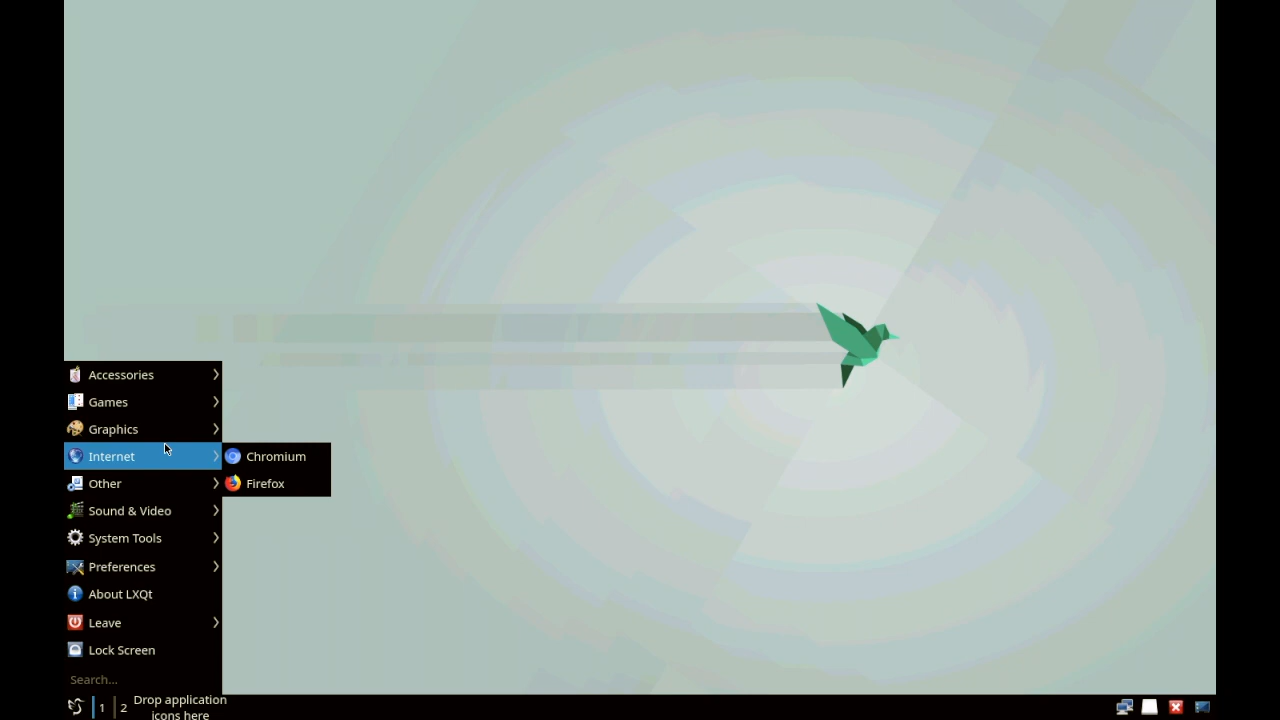 Accessories
Games
Graphics
Internet
Chromium
Other
Firefox
Sound & Video
System Tools
Preferences
About LXQt
Leave
Lock Screen
Search...
1 2 Drop application
icons here